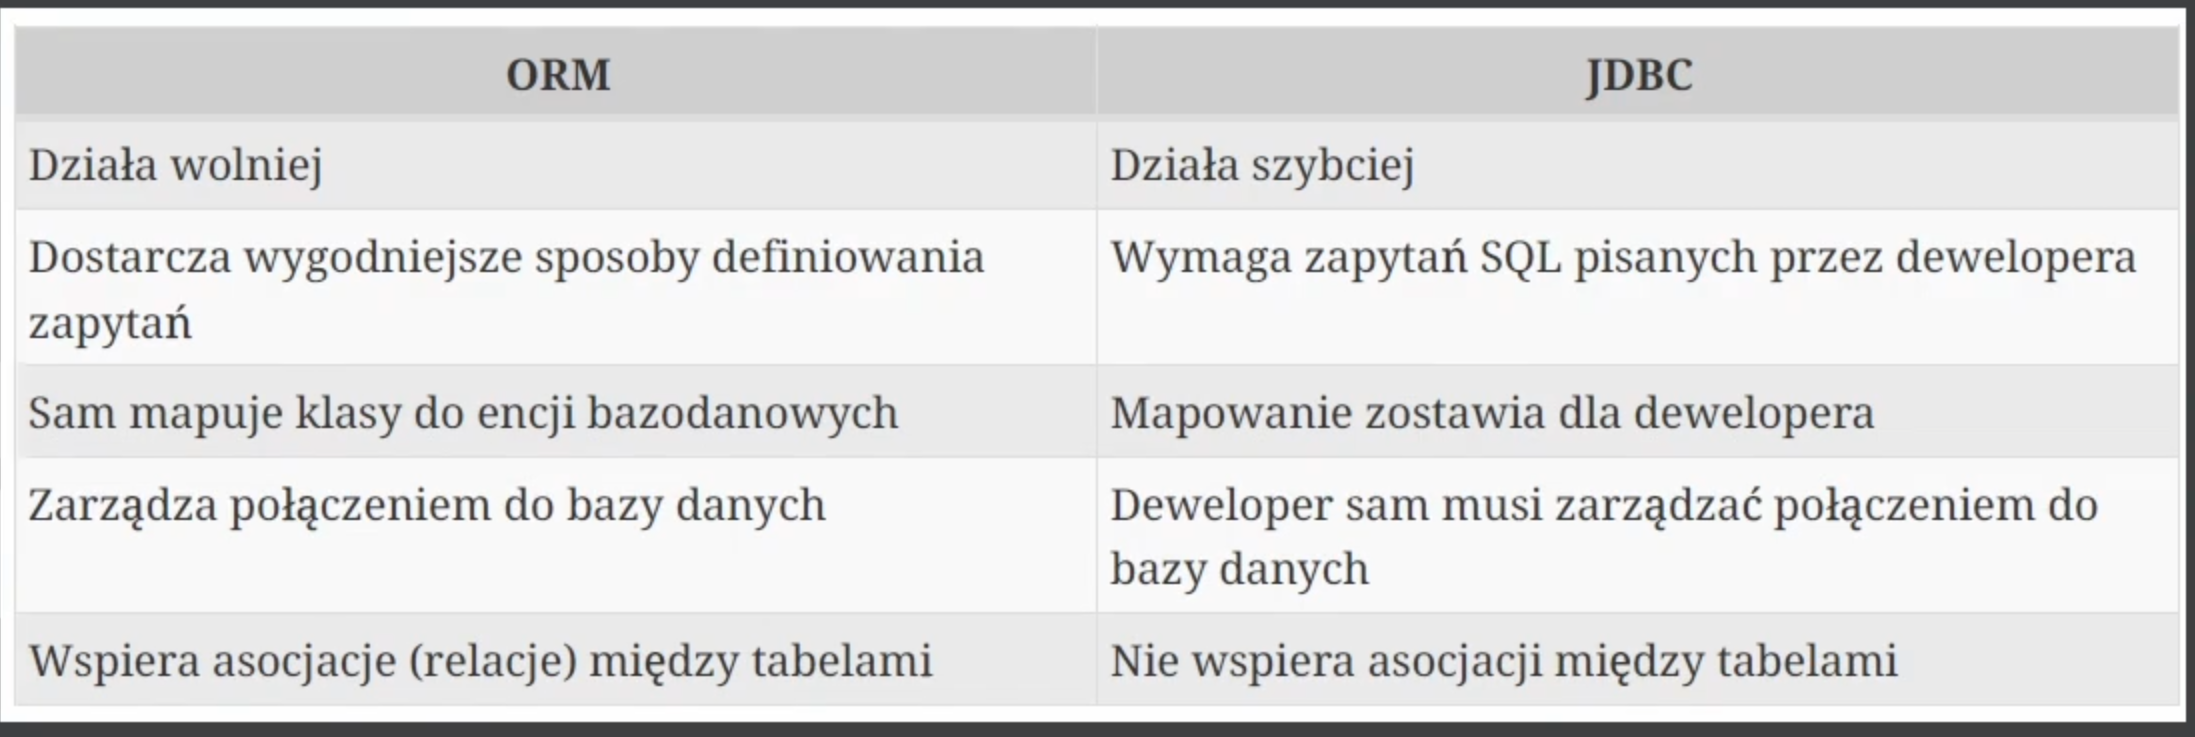 ORM
JDBC
Działa wolniej
Działa szybciej
Dostarcza wygodniejsze sposoby definiowania
zapytań
Wymaga zapytań SQL pisanych przez dewelopera
Sam mapuje klasy do encji bazodanowych
Mapowanie zostawia dla dewelopera
Zarządza połączeniem do bazy danych
Deweloper sam musi zarządzać połączeniem do
bazy danych
Wspiera asocjacje (relacje) między tabelami
Nie wspiera asocjacji między tabelami